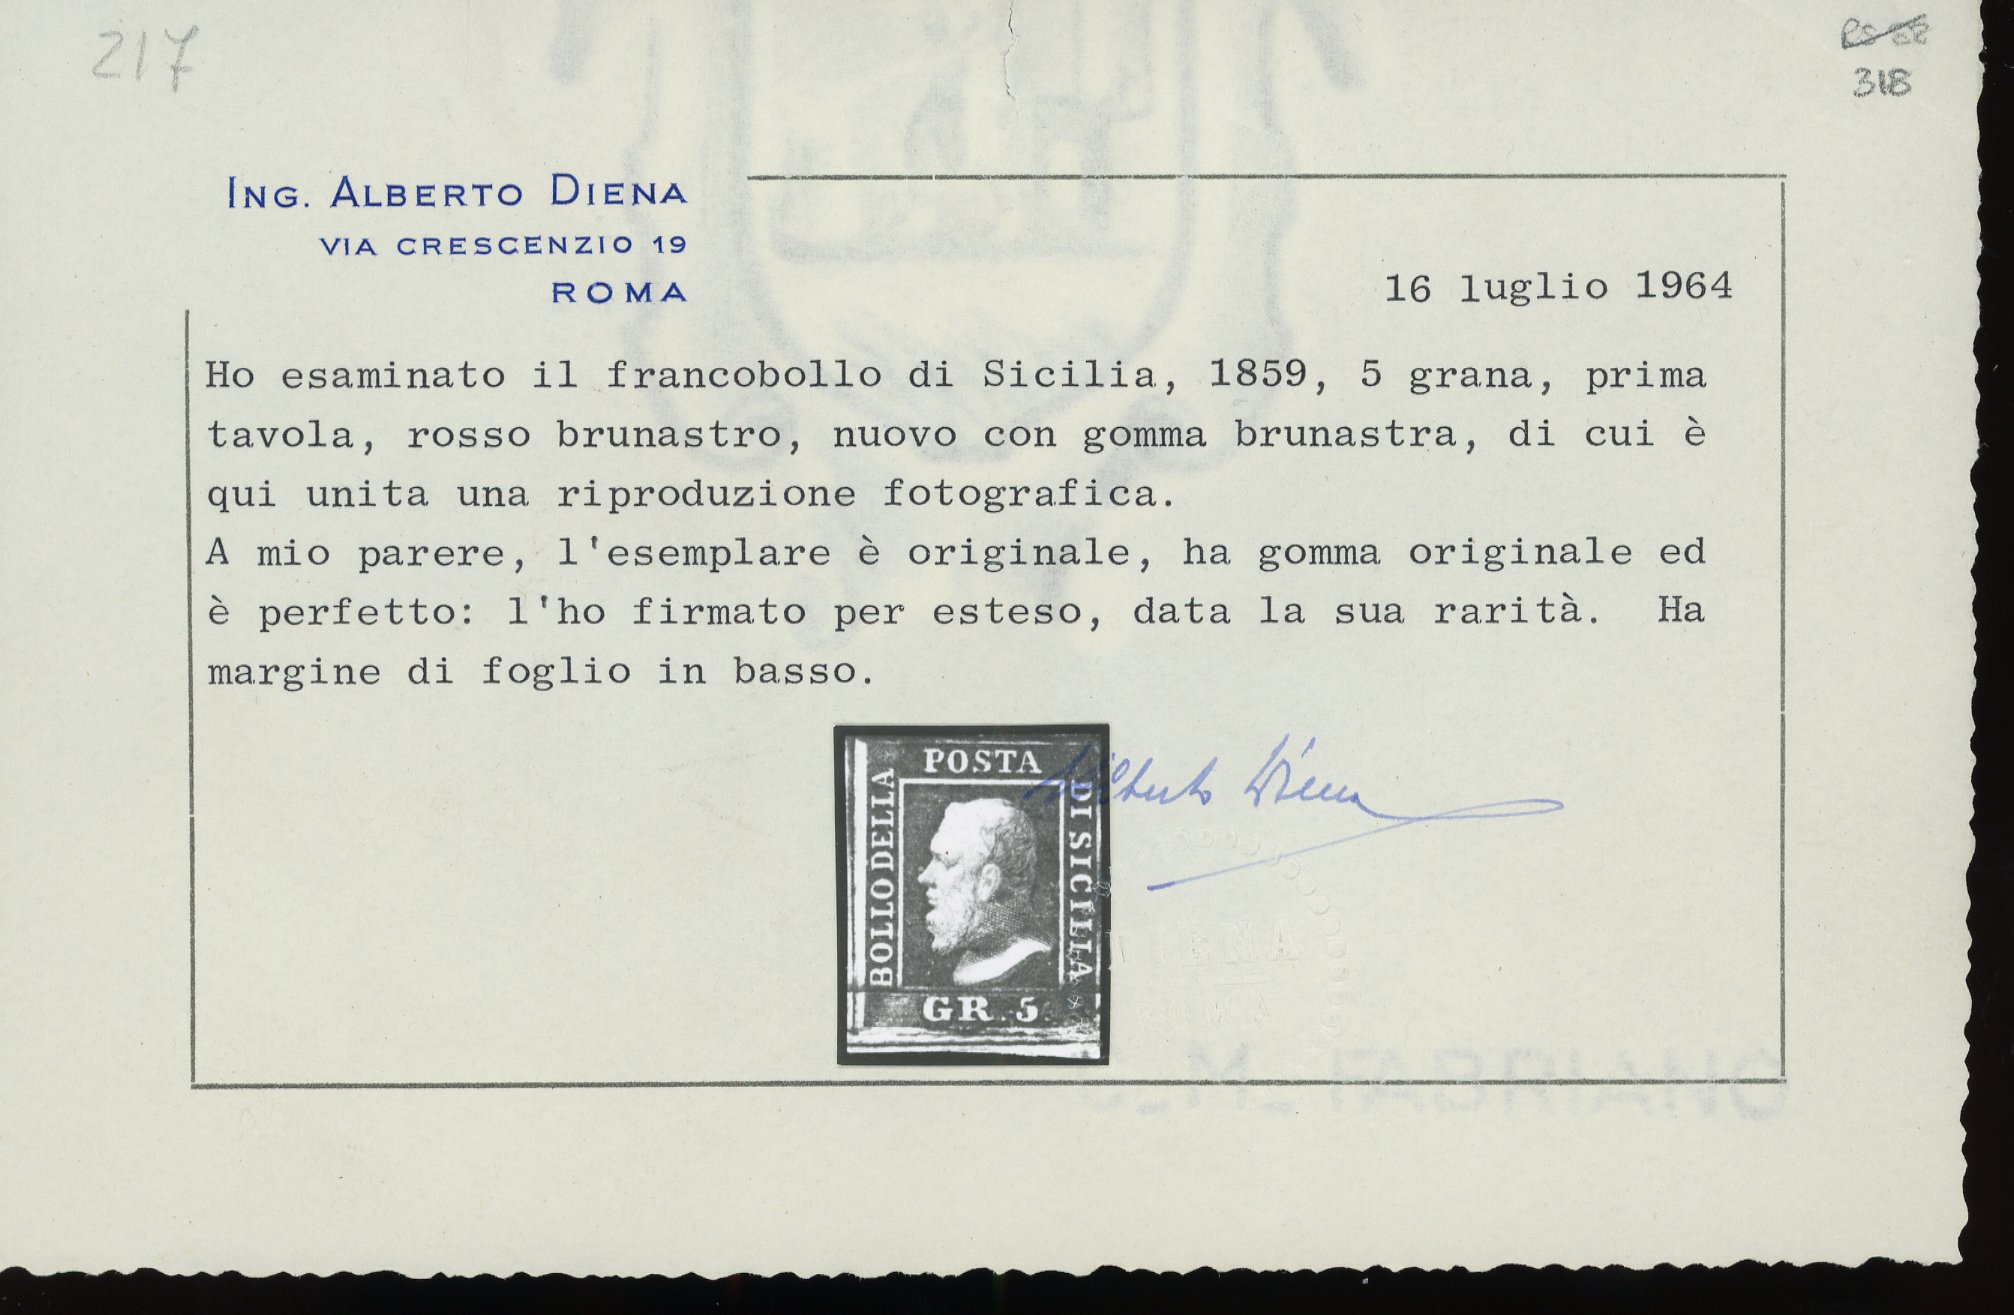 217
318
ING. ALBERTO DIENA
VIA CRESCENZIO 19
ROMA
16 luglio 1964
Ho esaminato il francobollo di Sicilia, 1859, 5 grana, prima
tavola, rosso brunastro, nuovo con gomma brunastra, di cui è
qui unita una riproduzione fotografica.
A mio parere, l'esemplare è originale, ha gomma originale ed
è perfetto: l'ho firmato per esteso, data la sua rarità. Ha
margine di foglio in basso.
POSTA
BOLLO DELLA
DI SICILIA
GR. 5.
Alberto Diena
C. M. FABRIANO